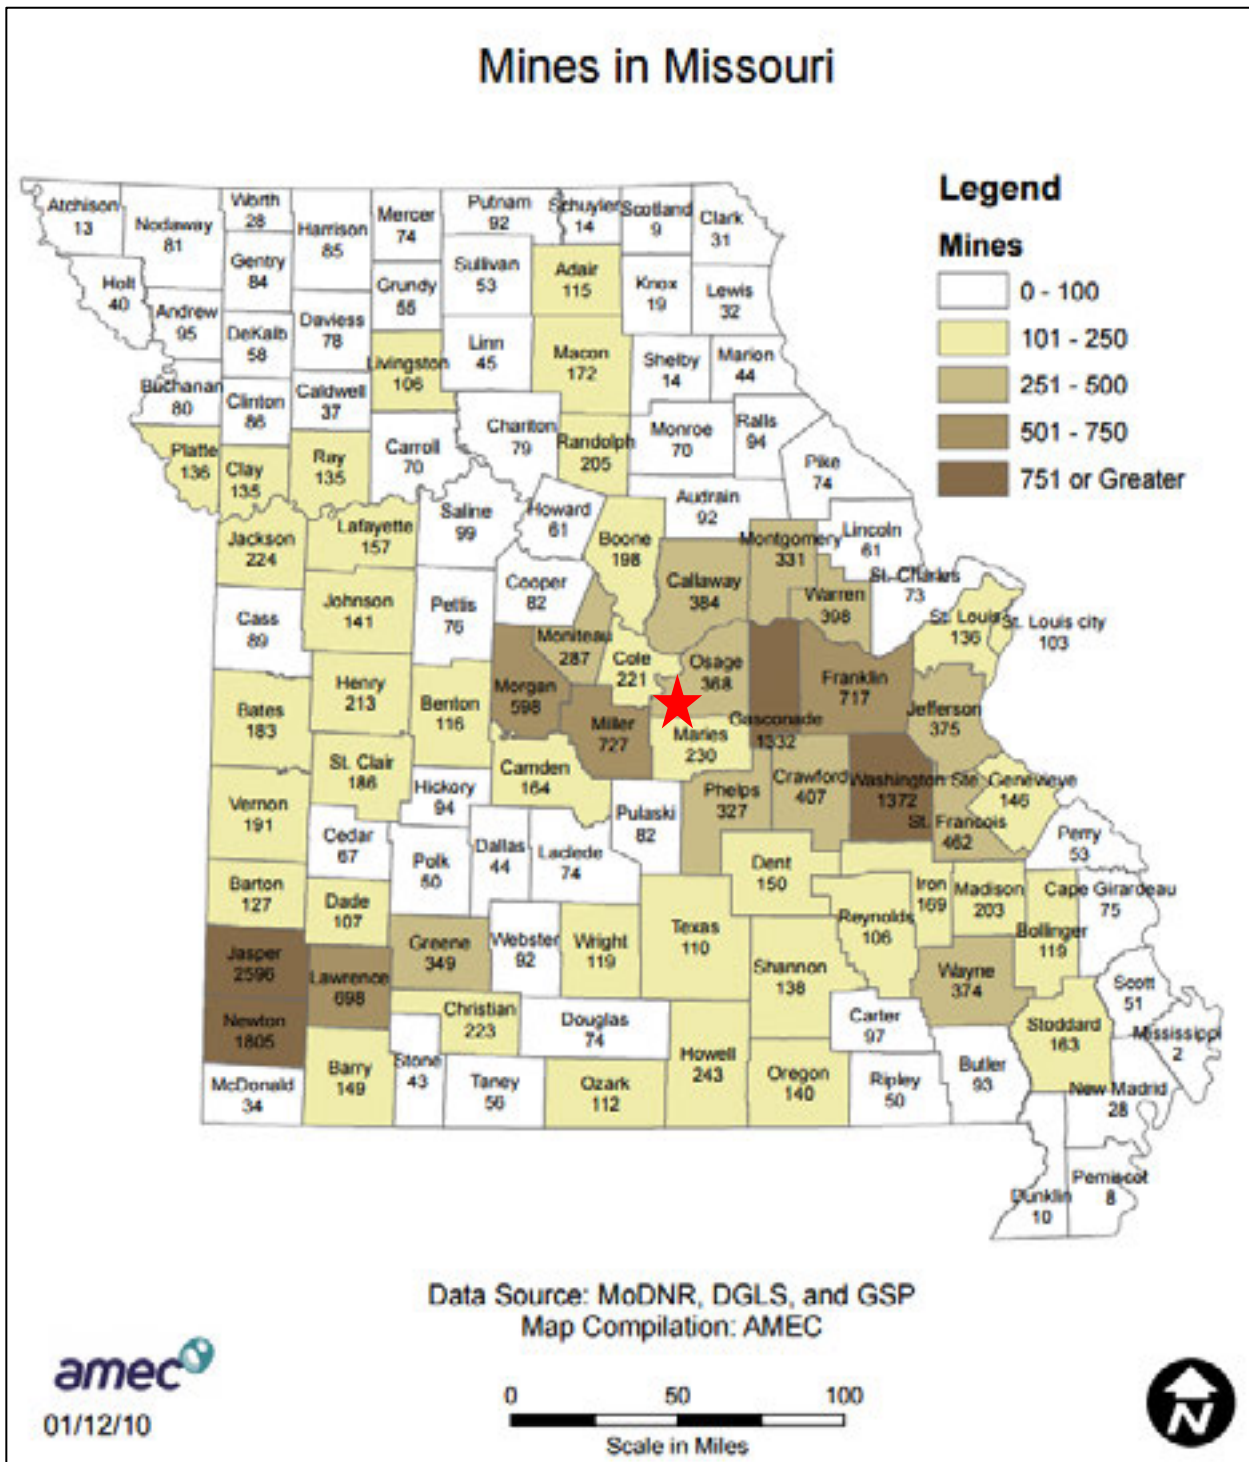 Mines in Missouri
Legend
Mines
0 - 100
101 - 250
251 - 500
501 - 750
751 or Greater
Atchison
13
Nodaway
81
Worth
28
Harrison
85
Mercer
74
Putnam
92
Schuyler
14
Scotland
9
Clark
31
Holt
40
Andrew
95
Gentry
84
DeKalb
58
Daviess
78
Grundy
55
Sullivan
53
Adair
115
Knox
19
Lewis
32
Buchanan
80
Clinton
86
Caldwell
37
Livingston
106
Linn
45
Macon
172
Shelby
14
Marion
44
Platte
136
Clay
135
Ray
135
Carroll
70
Chariton
79
Randolph
205
Monroe
70
Ralls
94
Pike
74
Jackson
224
Lafayette
157
Saline
99
Howard
61
Boone
198
Audrain
92
Callaway
384
Montgomery
331
Lincoln
61
Warren
398
St. Charles
73
St. Louis
136
St. Louis city
103
Cass
89
Johnson
141
Pettis
76
Cooper
82
Moniteau
287
Cole
221
Osage
368
Gasconade
1332
Franklin
717
Jefferson
375
Bates
183
Henry
213
Benton
116
Morgan
598
Miller
727
Maries
230
St. Clair
186
Hickory
94
Camden
164
Pulaski
82
Phelps
327
Crawford
407
Washington
1372
Ste. Genevieve
146
St. Francois
462
Perry
53
Vernon
191
Cedar
67
Polk
50
Dallas
44
Laclede
74
Dent
150
Iron
169
Madison
203
Cape Girardeau
75
Bollinger
119
Barton
127
Dade
107
Greene
349
Webster
92
Wright
119
Texas
110
Shannon
138
Reynolds
106
Wayne
374
Scott
51
Mississippi
2
Jasper
2596
Lawrence
698
Newton
1805
Christian
223
Douglas
74
Howell
243
Carter
97
Butler
93
Stoddard
163
New Madrid
28
McDonald
34
Barry
149
Stone
43
Taney
56
Ozark
112
Oregon
140
Ripley
50
Dunklin
10
Pemiscot
8
Data Source: MoDNR, DGLS, and GSP
Map Compilation: AMEC
amec
01/12/10
0 50 100
Scale in Miles
N